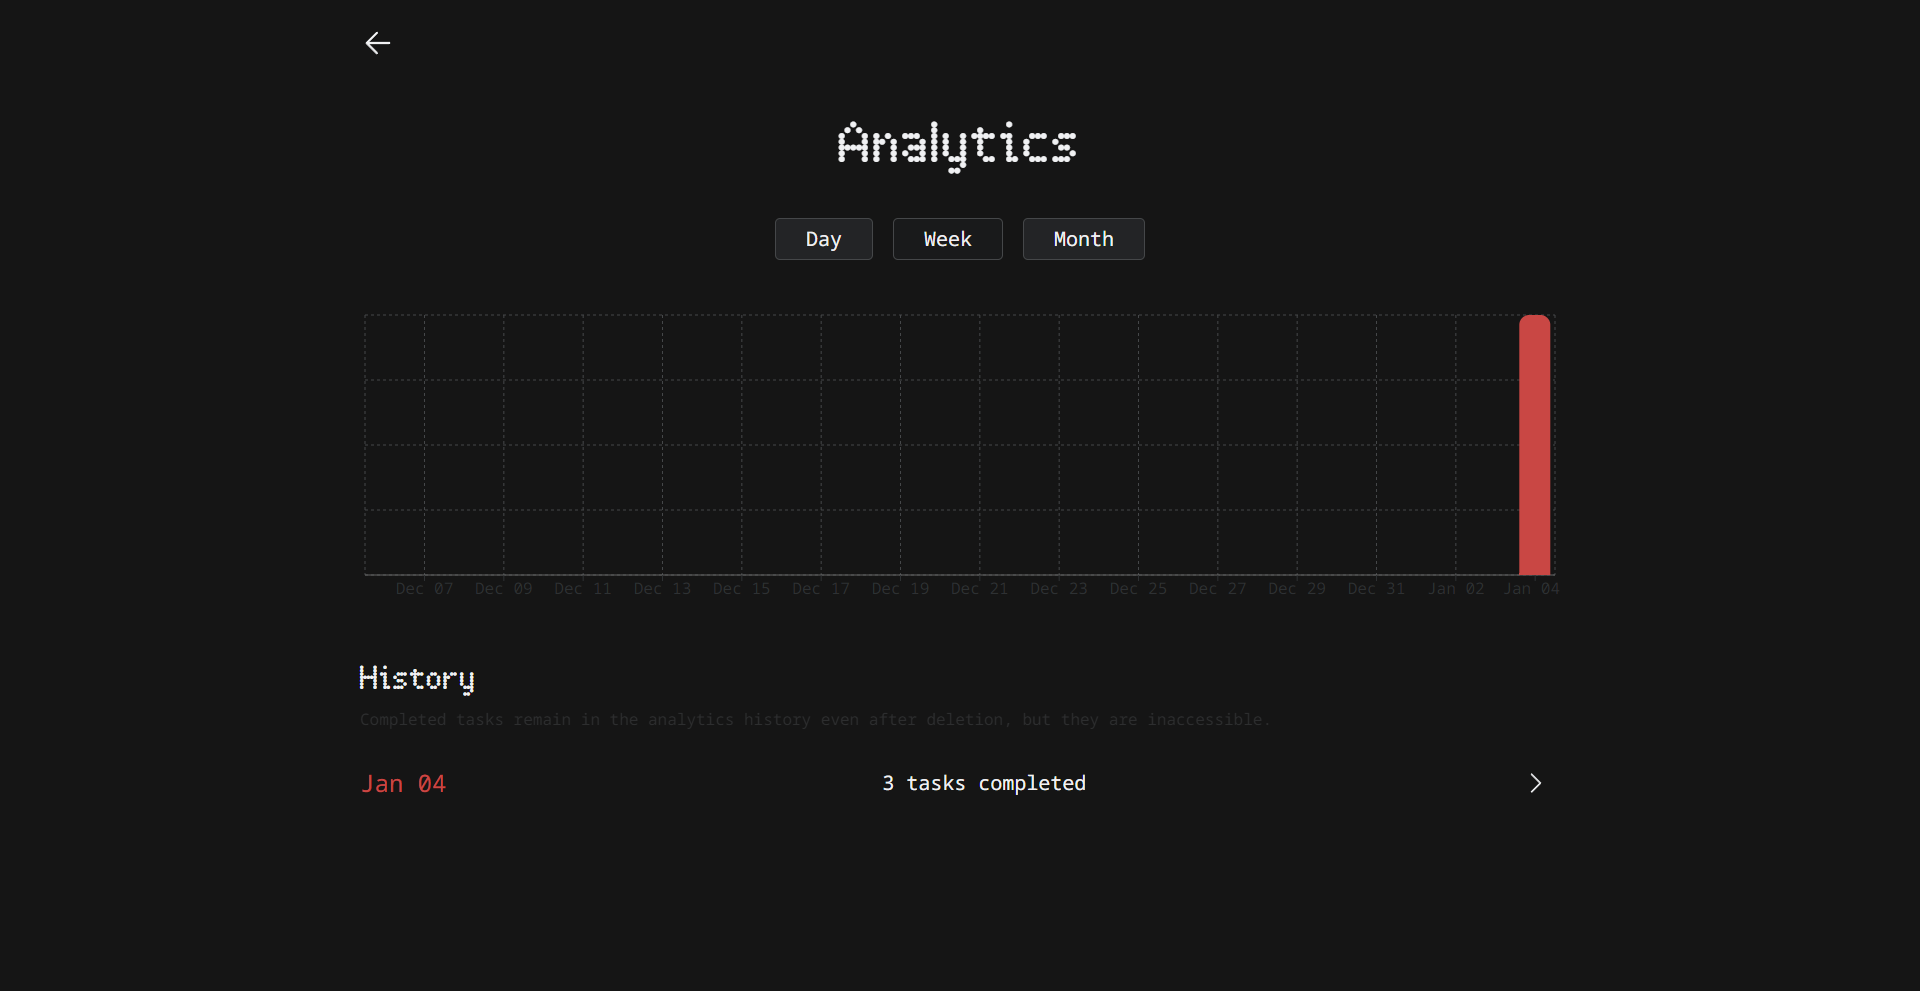 Analytics
Day Week Month
Dec 07 Dec 09 Dec 11 Dec 13 Dec 15 Dec 17 Dec 19 Dec 21 Dec 23 Dec 25 Dec 27 Dec 29 Dec 31 Jan 02 Jan 04
History
Completed tasks remain in the analytics history even after deletion, but they are inaccessible.
Jan 04 3 tasks completed